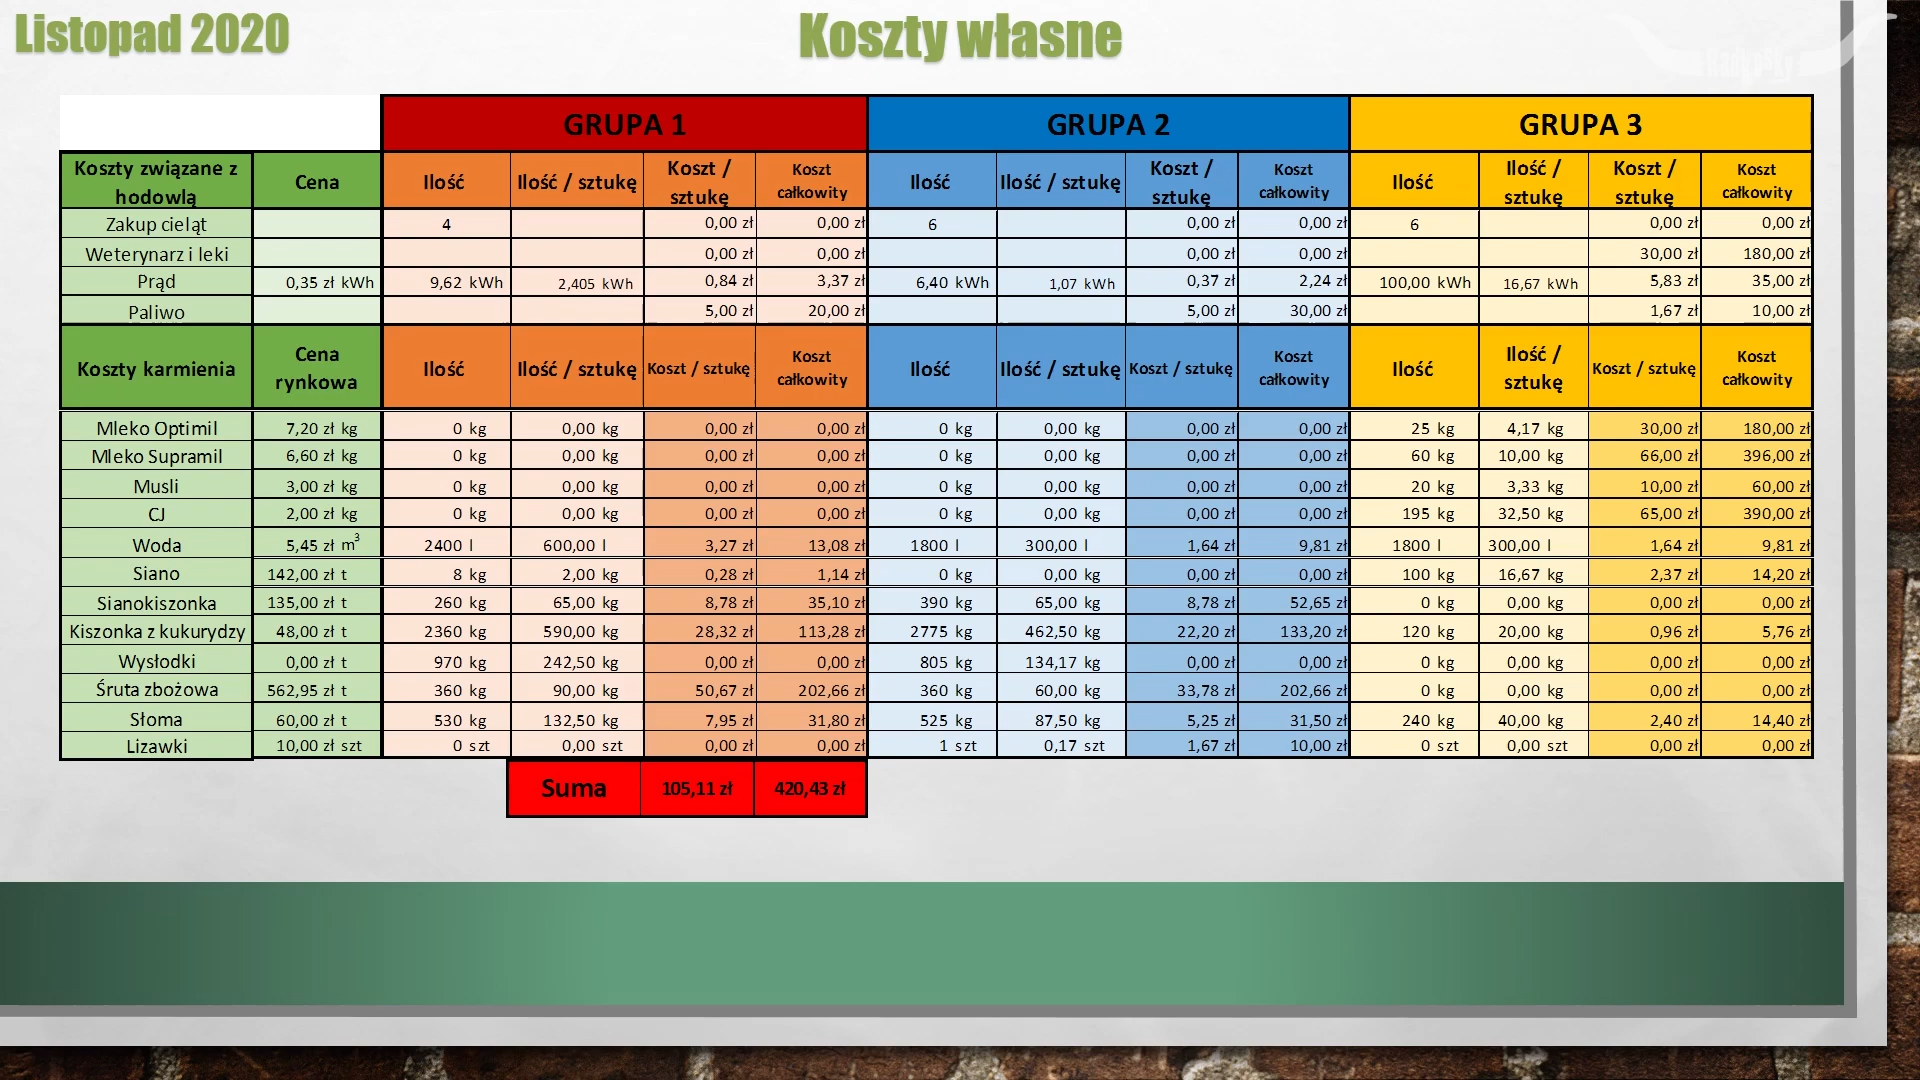 Listopad 2020
Koszty własne
GRUPA 1 GRUPA 2 GRUPA 3
Koszty związane z hodowlą Cena Ilość Ilość / sztukę Koszt / sztukę Koszt całkowity Ilość Ilość / sztukę Koszt / sztukę Koszt całkowity Ilość Ilość / sztukę Koszt / sztukę Koszt całkowity
Zakup cieląt 4 0,00 zł 0,00 zł 6 0,00 zł 0,00 zł 6 0,00 zł 0,00 zł
Weterynarz i leki 0,00 zł 0,00 zł 0,00 zł 0,00 zł 30,00 zł 180,00 zł
Prąd 0,35 zł kWh 9,62 kWh 2,405 kWh 0,84 zł 3,37 zł 6,40 kWh 1,07 kWh 0,37 zł 2,24 zł 100,00 kWh 16,67 kWh 5,83 zł 35,00 zł
Paliwo 5,00 zł 20,00 zł 5,00 zł 30,00 zł 1,67 zł 10,00 zł
Koszty karmienia Cena rynkowa Ilość Ilość / sztukę Koszt / sztukę Koszt całkowity Ilość Ilość / sztukę Koszt / sztukę Koszt całkowity Ilość Ilość / sztukę Koszt / sztukę Koszt całkowity
Mleko Optimil 7,20 zł kg 0 kg 0,00 kg 0,00 zł 0,00 zł 0 kg 0,00 kg 0,00 zł 0,00 zł 25 kg 4,17 kg 30,00 zł 180,00 zł
Mleko Supramil 6,60 zł kg 0 kg 0,00 kg 0,00 zł 0,00 zł 0 kg 0,00 kg 0,00 zł 0,00 zł 60 kg 10,00 kg 66,00 zł 396,00 zł
Musli 3,00 zł kg 0 kg 0,00 kg 0,00 zł 0,00 zł 0 kg 0,00 kg 0,00 zł 0,00 zł 20 kg 3,33 kg 10,00 zł 60,00 zł
CJ 2,00 zł kg 0 kg 0,00 kg 0,00 zł 0,00 zł 0 kg 0,00 kg 0,00 zł 0,00 zł 195 kg 32,50 kg 65,00 zł 390,00 zł
Woda 5,45 zł m³ 2400 l 600,00 l 3,27 zł 13,08 zł 1800 l 300,00 l 1,64 zł 9,81 zł 1800 l 300,00 l 1,64 zł 9,81 zł
Siano 142,00 zł t 8 kg 2,00 kg 0,28 zł 1,14 zł 0 kg 0,00 kg 0,00 zł 0,00 zł 100 kg 16,67 kg 2,37 zł 14,20 zł
Sianokiszonka 135,00 zł t 260 kg 65,00 kg 8,78 zł 35,10 zł 390 kg 65,00 kg 8,78 zł 52,65 zł 0 kg 0,00 kg 0,00 zł 0,00 zł
Kiszonka z kukurydzy 48,00 zł t 2360 kg 590,00 kg 28,32 zł 113,28 zł 2775 kg 462,50 kg 22,20 zł 133,20 zł 120 kg 20,00 kg 0,96 zł 5,76 zł
Wysłodki 0,00 zł t 970 kg 242,50 kg 0,00 zł 0,00 zł 805 kg 134,17 kg 0,00 zł 0,00 zł 0 kg 0,00 kg 0,00 zł 0,00 zł
Śruta zbożowa 562,95 zł t 360 kg 90,00 kg 50,67 zł 202,66 zł 360 kg 60,00 kg 33,78 zł 202,66 zł 0 kg 0,00 kg 0,00 zł 0,00 zł
Słoma 60,00 zł t 530 kg 132,50 kg 7,95 zł 31,80 zł 525 kg 87,50 kg 5,25 zł 31,50 zł 240 kg 40,00 kg 2,40 zł 14,40 zł
Lizawki 10,00 zł szt 0 szt 0,00 szt 0,00 zł 0,00 zł 1 szt 0,17 szt 1,67 zł 10,00 zł 0 szt 0,00 szt 0,00 zł 0,00 zł
Suma 105,11 zł 420,43 zł